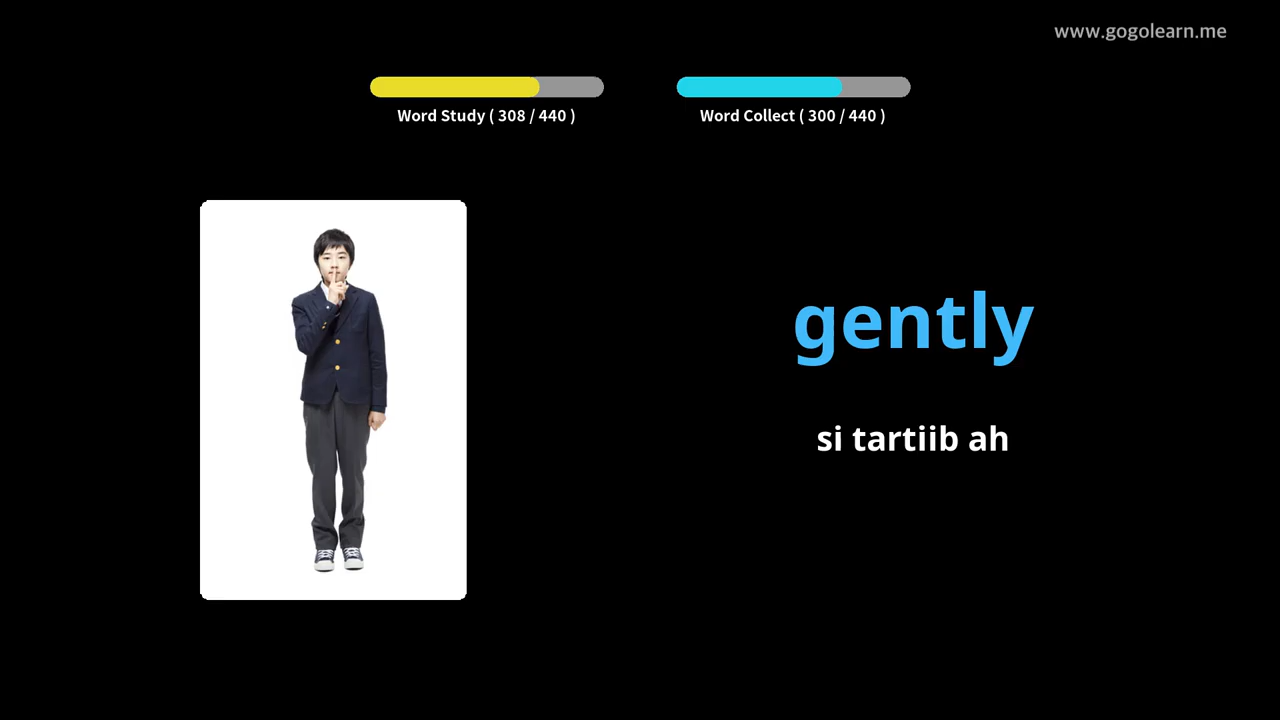 www.gogolearn.me
Word Study ( 308 / 440 )
Word Collect ( 300 / 440 )
gently
si tartiib ah